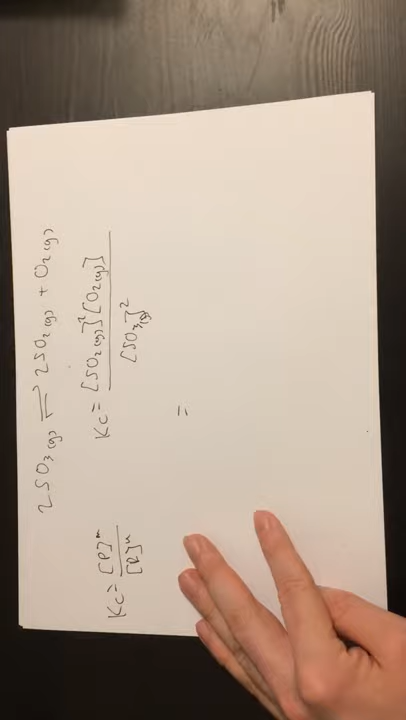 2SO₃(g) ⇌ 2SO₂(g) + O₂(g)
Kc = [SO₂(g)]²[O₂(g)]
[SO₃(g)]²
=
Kc = [P]ⁿ
[R]ⁿ